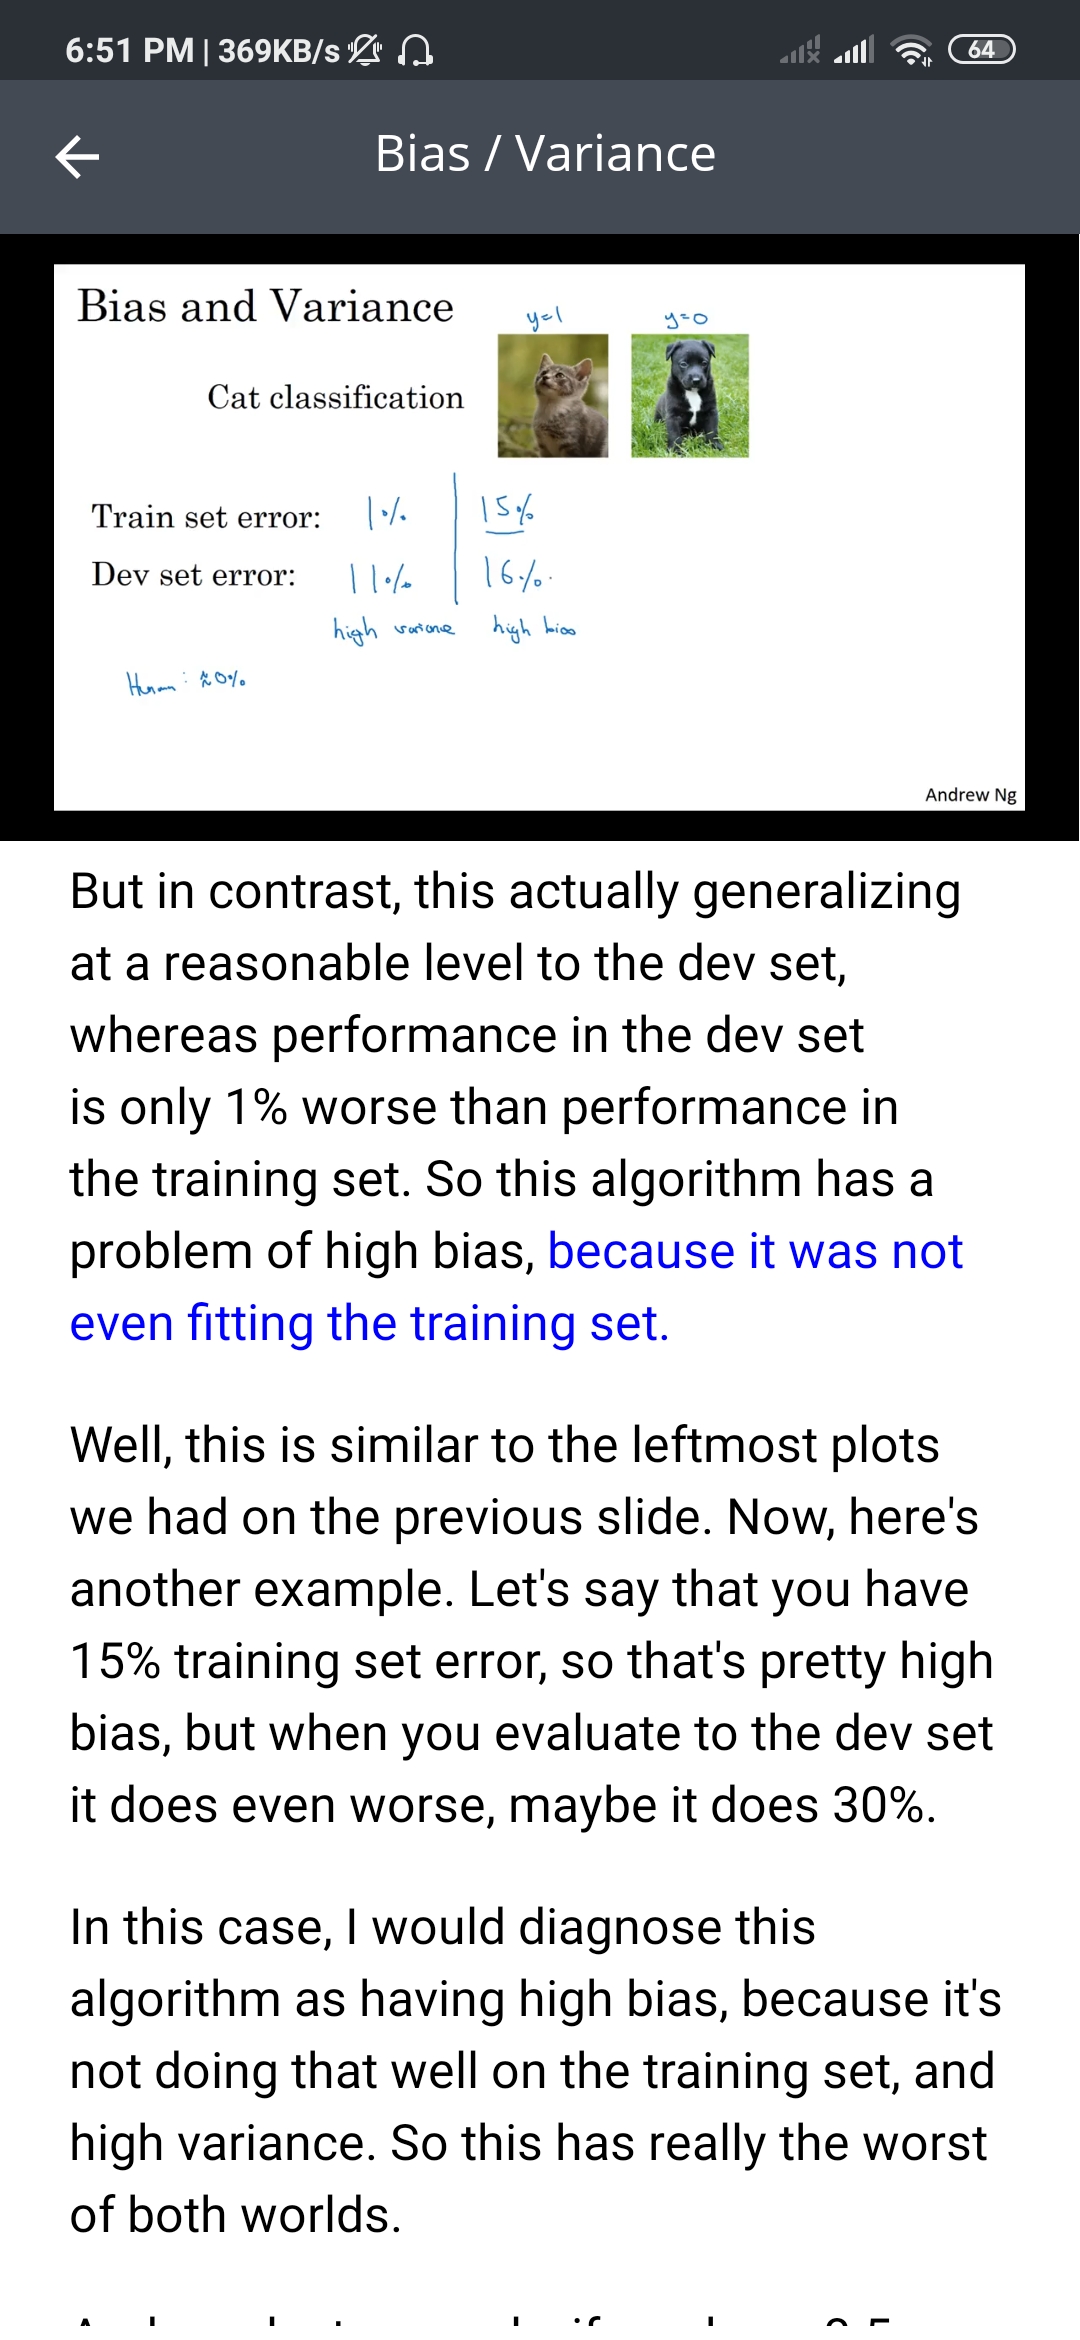 6:51 PM | 369KB/s
64
Bias / Variance
Bias and Variance
y=1
y=0
Cat classification
Train set error: 1% 15%
Dev set error: 11% 16%.
high variance high bias
Human: ≈0%
Andrew Ng
But in contrast, this actually generalizing
at a reasonable level to the dev set,
whereas performance in the dev set
is only 1% worse than performance in
the training set. So this algorithm has a
problem of high bias, because it was not
even fitting the training set.
Well, this is similar to the leftmost plots
we had on the previous slide. Now, here's
another example. Let's say that you have
15% training set error, so that's pretty high
bias, but when you evaluate to the dev set
it does even worse, maybe it does 30%.
In this case, I would diagnose this
algorithm as having high bias, because it's
not doing that well on the training set, and
high variance. So this has really the worst
of both worlds.